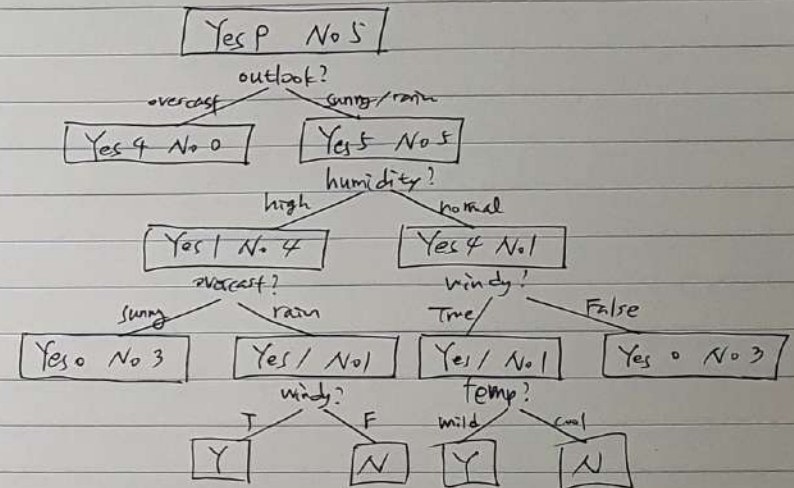 Yes 9 No 5
outlook?
overcast sunny/rain
Yes 4 No 0 Yes 5 No 5
humidity?
high normal
Yes 1 No 4 Yes 4 No 1
overcast? windy?
sunny rain True False
Yes 0 No 3 Yes 1 No 1 Yes 1 No 1 Yes 0 No 3
windy? temp?
T F mild cool
Y N Y N